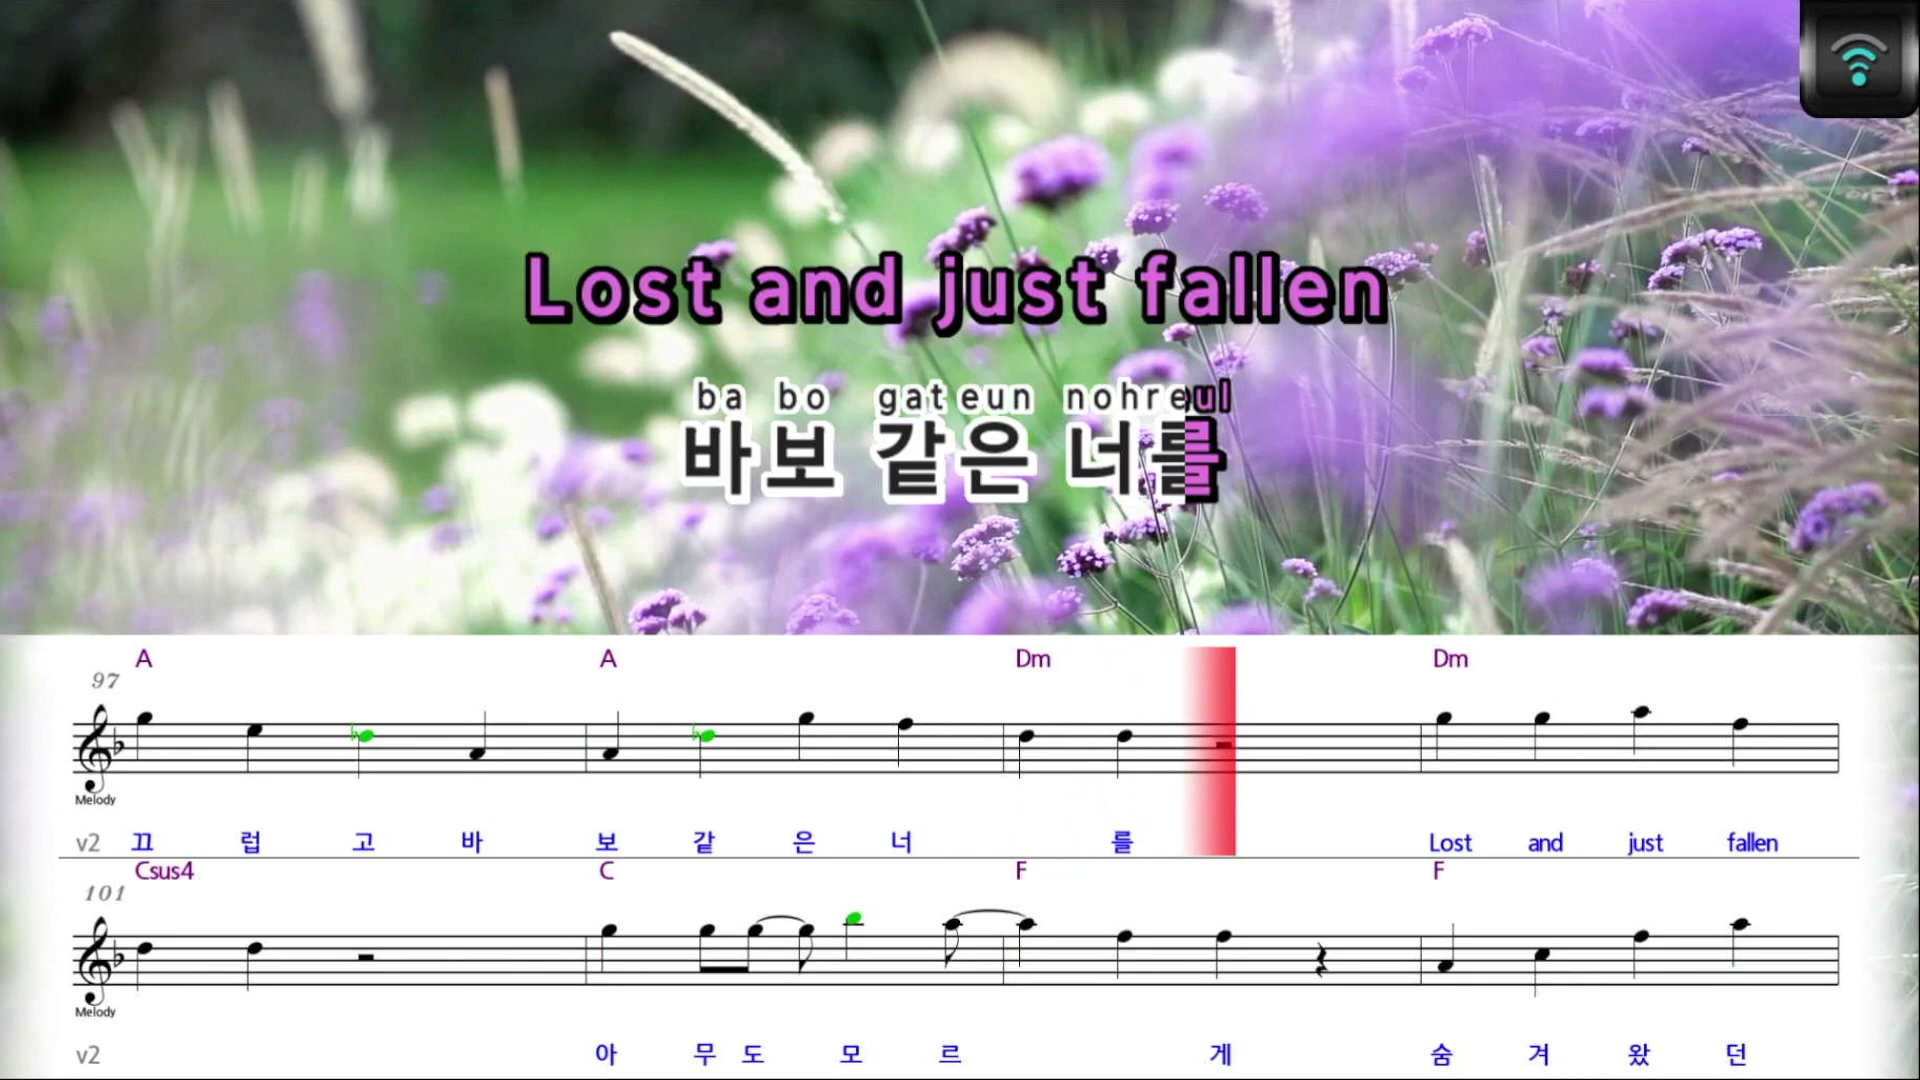 Lost and just fallen
ba bo gateun nohreul
바보 같은 너를
A A Dm Dm
97
Melody
v2 끄 럽 고 바 보 같 은 너 를 Lost and just fallen
Csus4 C F F
101
Melody
v2 아 무 도 모 르 게 숨 겨 왔 던